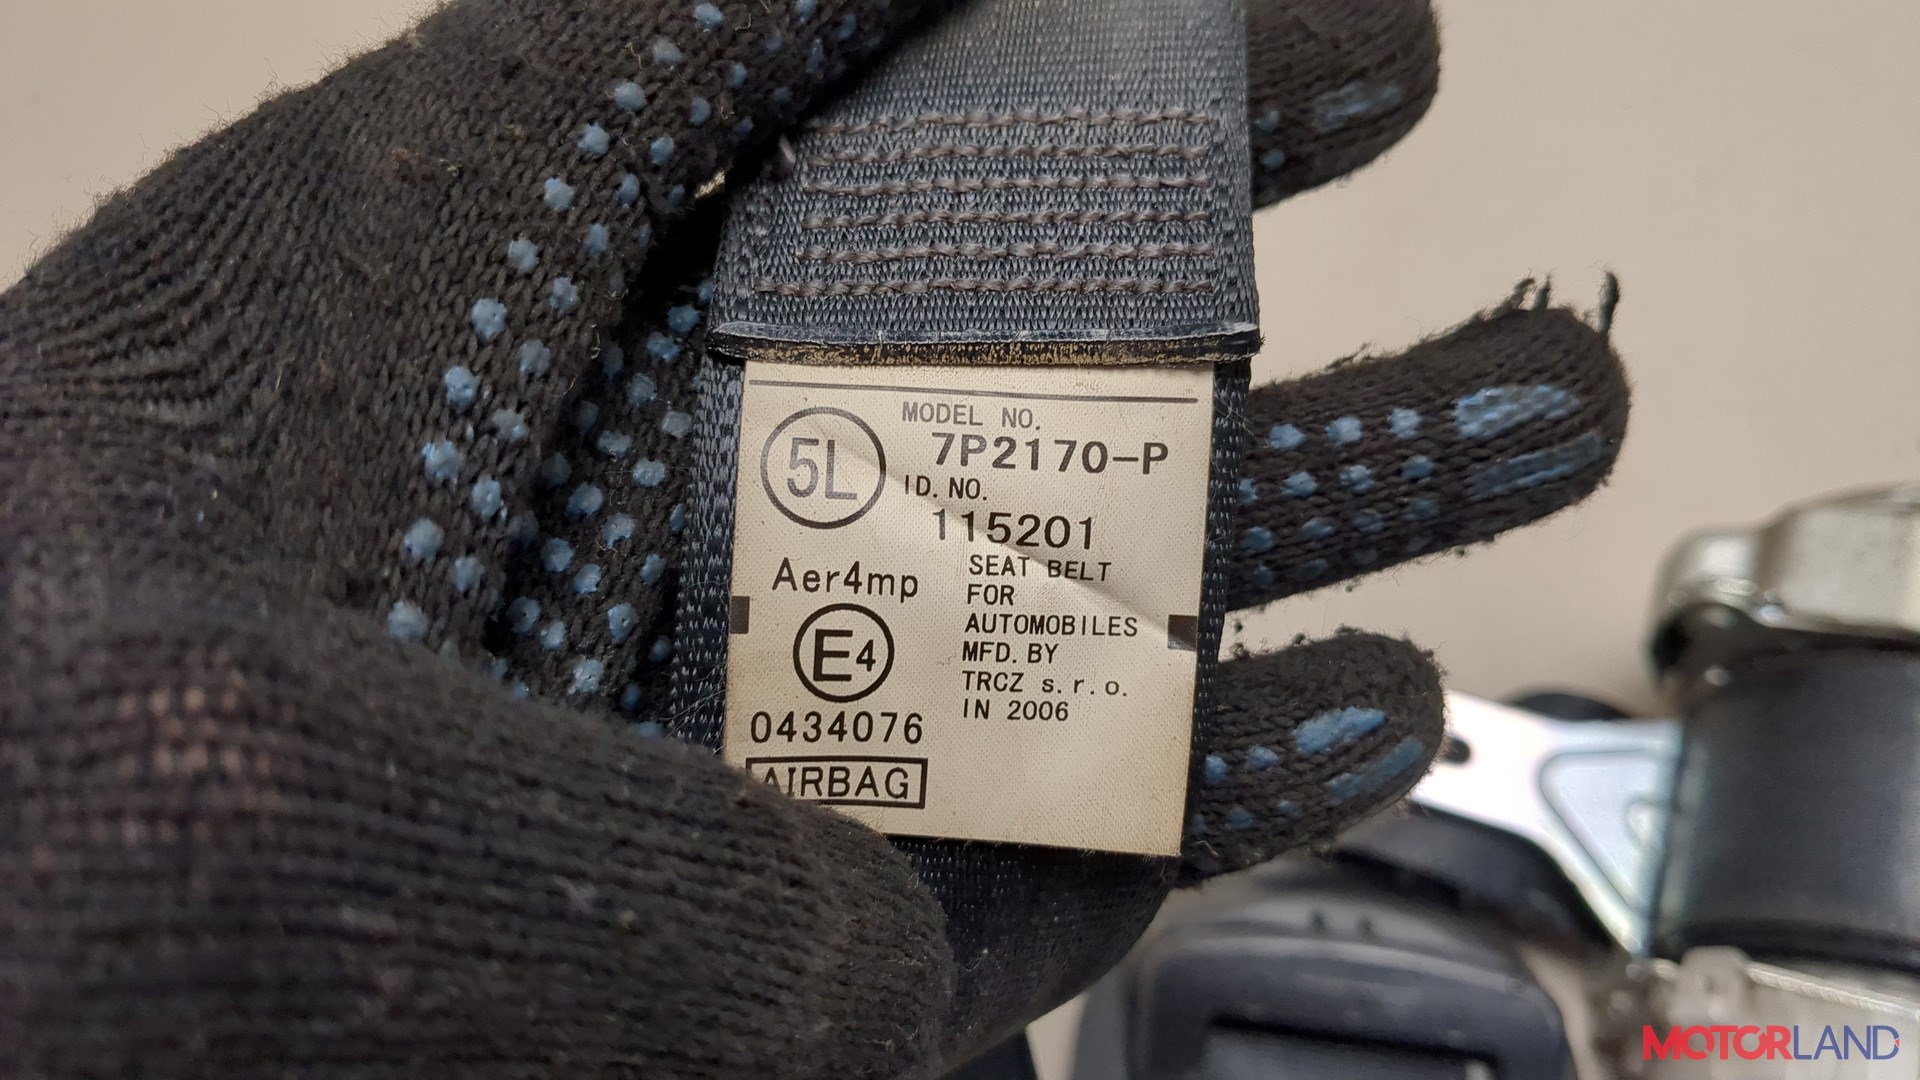 MODEL NO.
7P2170-P
5L
ID. NO.
115201
Aer4mp
E4
0434076
AIRBAG
SEAT BELT
FOR
AUTOMOBILES
MFD. BY
TRCZ s.r.o.
IN 2006
MOTORLAND